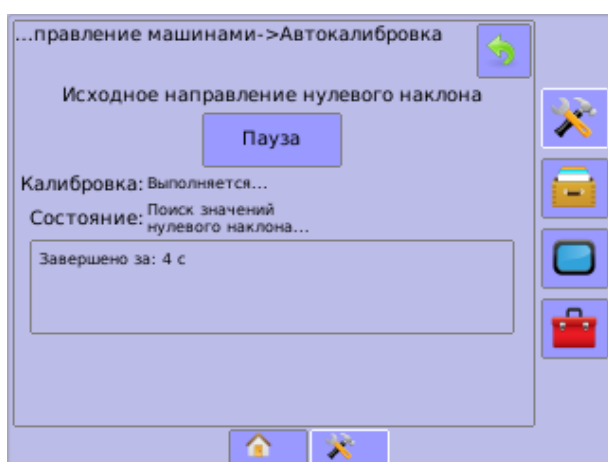 ...правление машинами->Автокалибровка
Исходное направление нулевого наклона
Пауза
Калибровка: Выполняется...
Состояние: Поиск значений
нулевого наклона...
Завершено за: 4 с